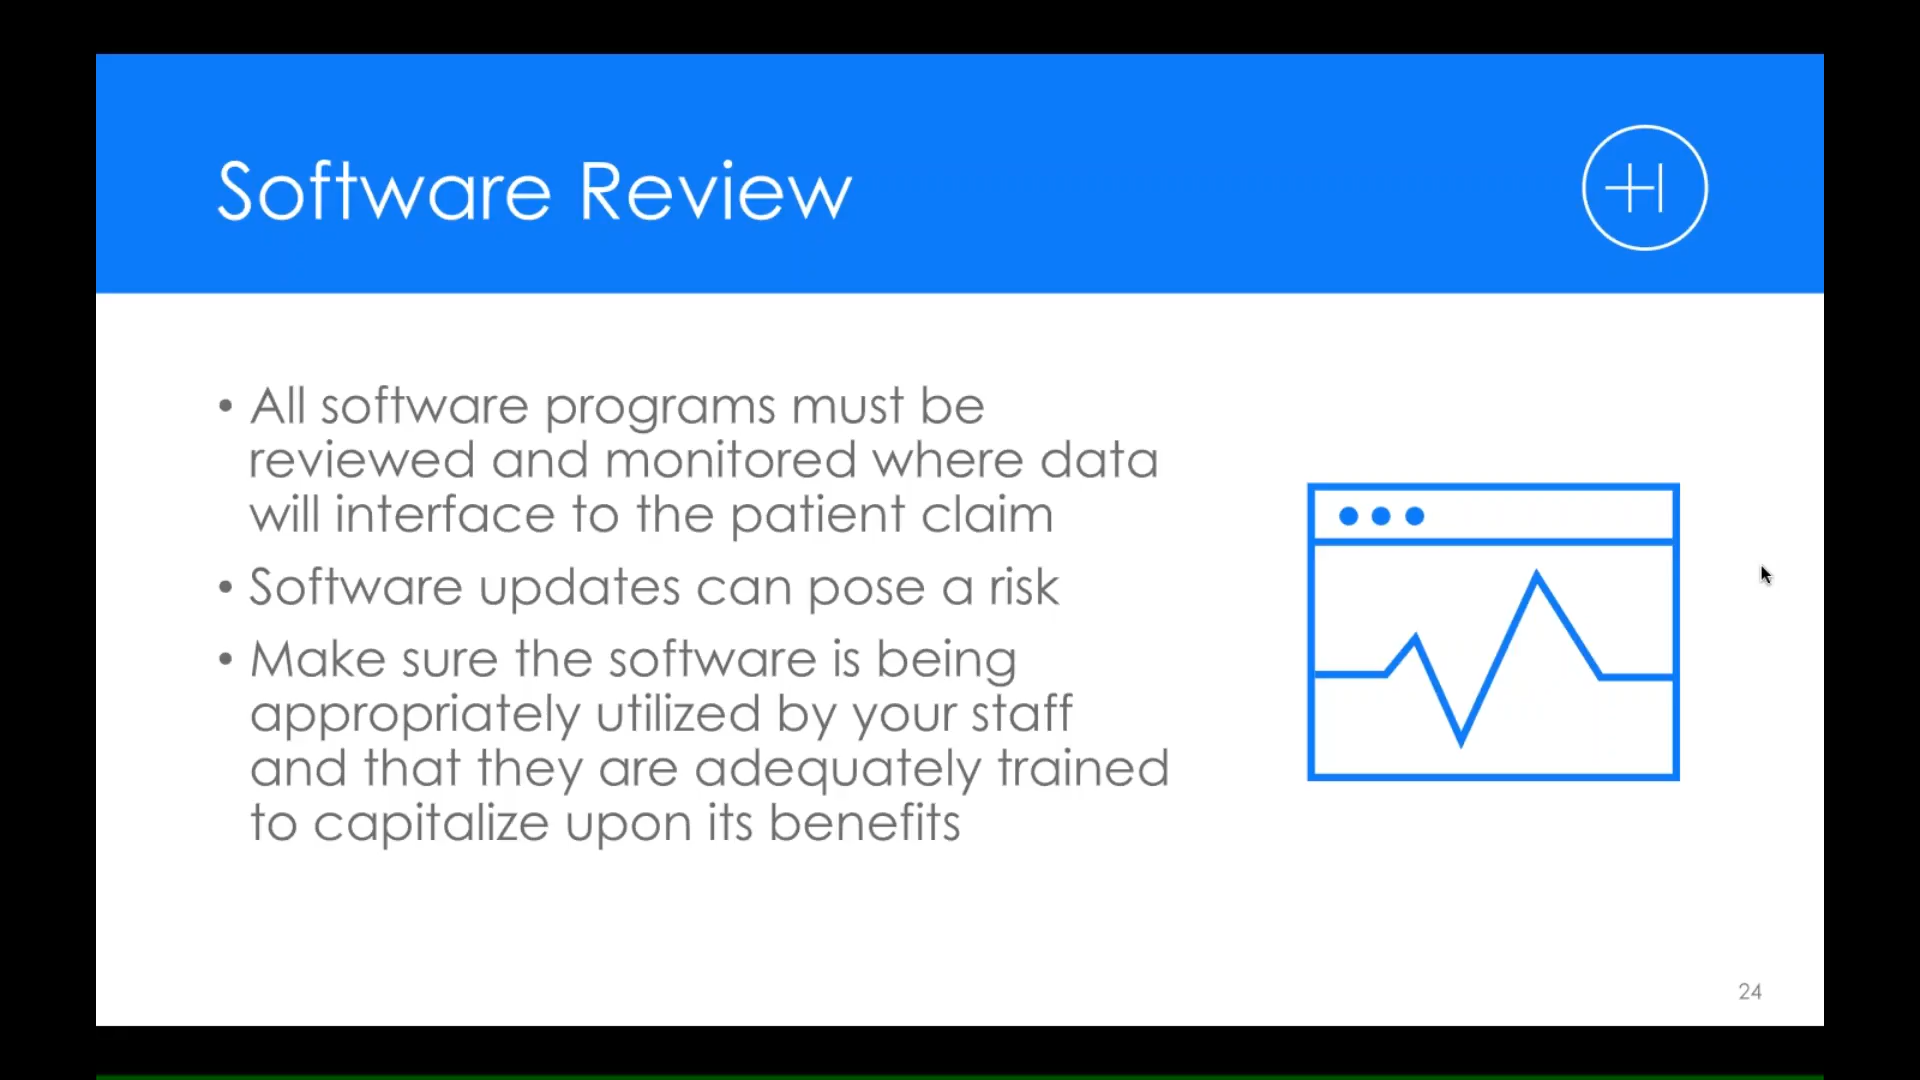 Software Review
• All software programs must be
reviewed and monitored where data
will interface to the patient claim
• Software updates can pose a risk
• Make sure the software is being
appropriately utilized by your staff
and that they are adequately trained
to capitalize upon its benefits
24